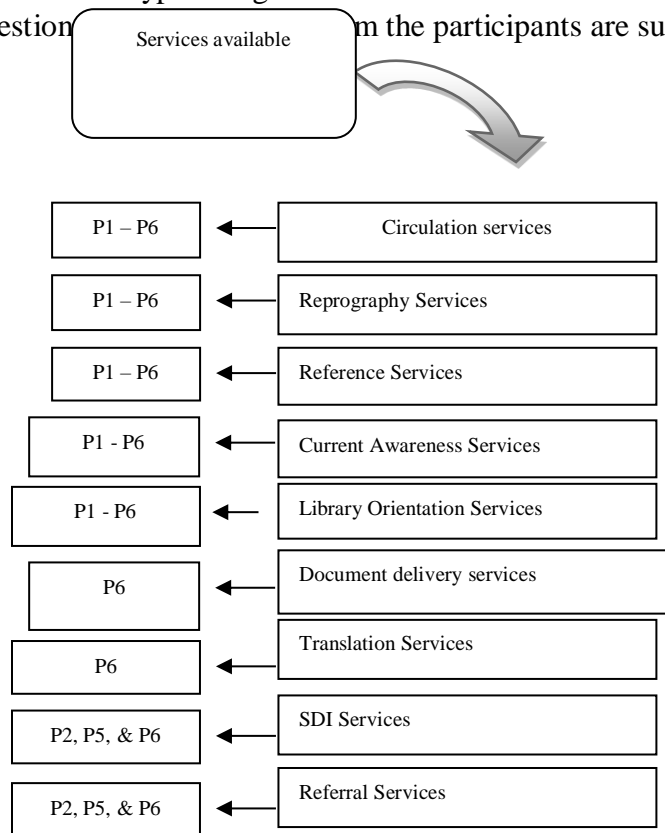 estion m the participants are su
Services available
P1 – P6 Circulation services
P1 – P6 Reprography Services
P1 – P6 Reference Services
P1 - P6 Current Awareness Services
P1 - P6 Library Orientation Services
P6 Document delivery services
P6 Translation Services
P2, P5, & P6 SDI Services
P2, P5, & P6 Referral Services